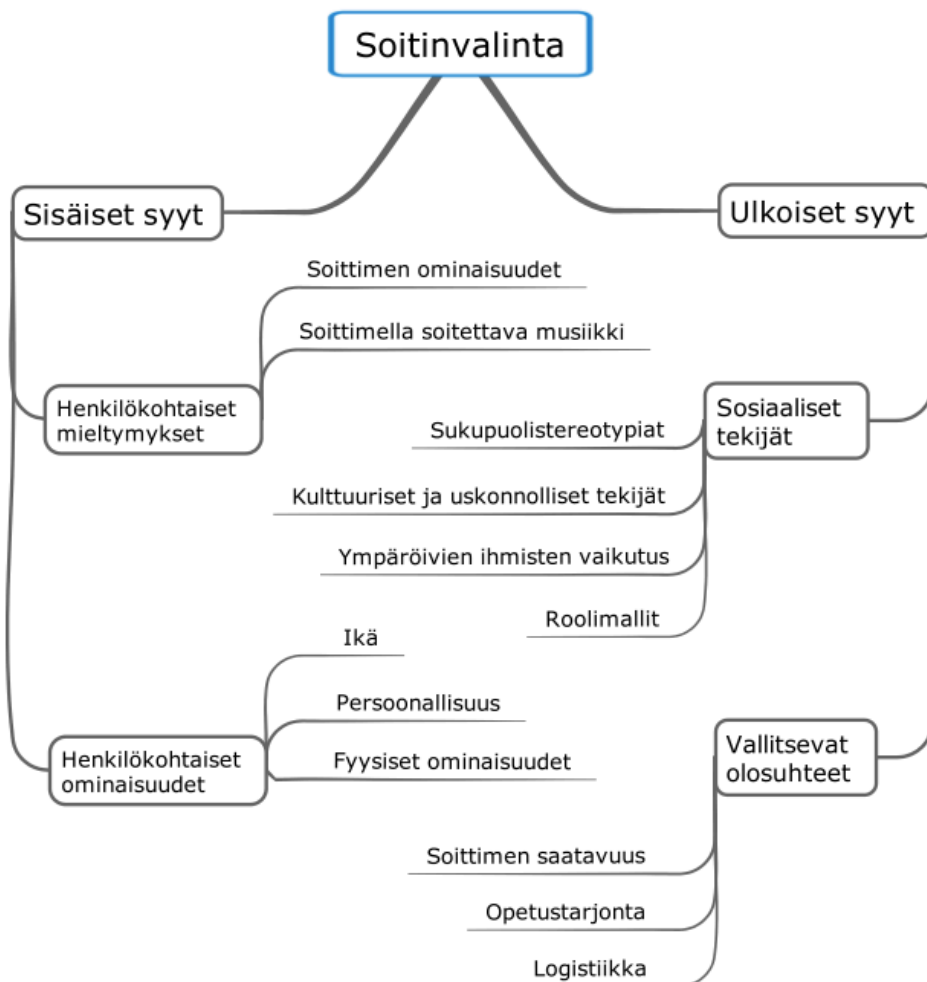 Soitinvalinta
Sisäiset syyt
Ulkoiset syyt
Soittimen ominaisuudet
Soittimella soitettava musiikki
Henkilökohtaiset
mieltymykset
Sosiaaliset
tekijät
Sukupuolistereotypiat
Kulttuuriset ja uskonnolliset tekijät
Ympäröivien ihmisten vaikutus
Roolimallit
Ikä
Persoonallisuus
Fyysiset ominaisuudet
Henkilökohtaiset
ominaisuudet
Vallitsevat
olosuhteet
Soittimen saatavuus
Opetustarjonta
Logistiikka